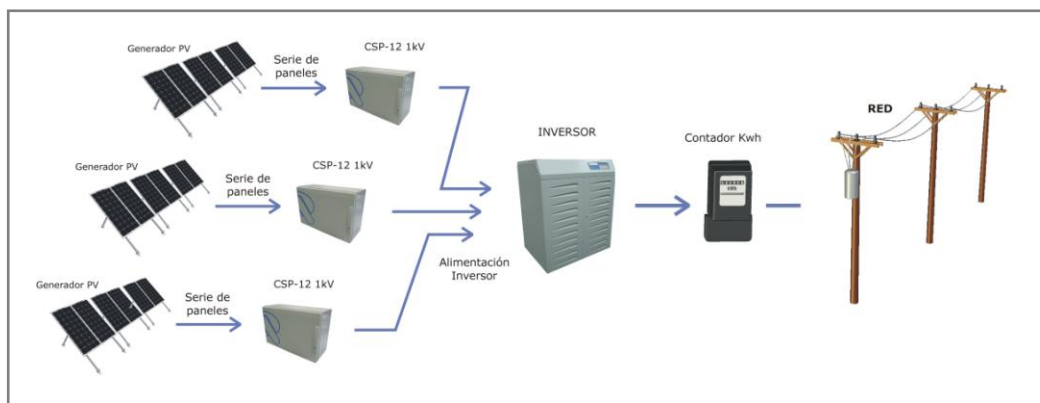 Generador PV
Serie de
paneles
CSP-12 1kV
Generador PV
Serie de
paneles
CSP-12 1kV
Generador PV
Serie de
paneles
CSP-12 1kV
Alimentación
Inversor
INVERSOR
Contador Kwh
RED